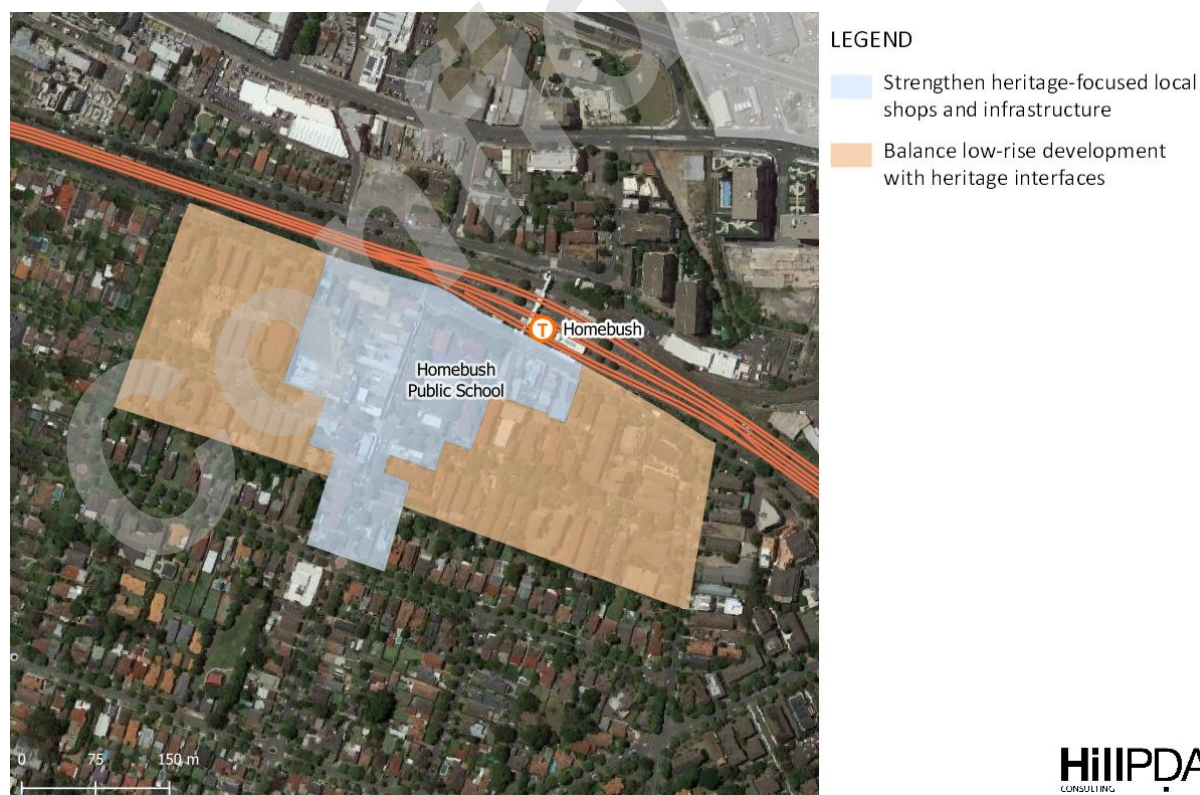 LEGEND
Strengthen heritage-focused local
shops and infrastructure
Balance low-rise development
with heritage interfaces
T Homebush
Homebush
Public School
0 75 150 m
HillPDA
CONSULTING